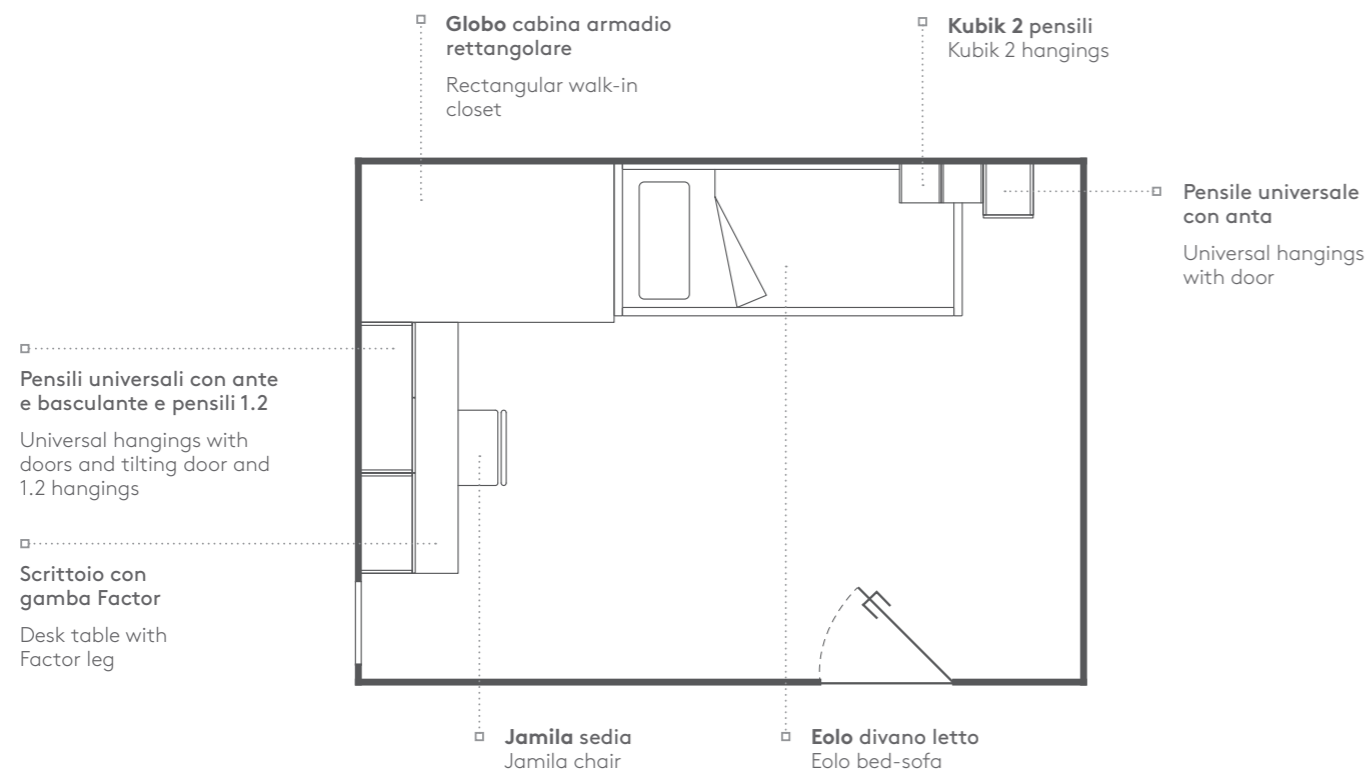 Globo cabina armadio
rettangolare
Rectangular walk-in
closet
Kubik 2 pensili
Kubik 2 hangings
Pensile universale
con anta
Universal hangings
with door
Pensili universali con ante
e basculante e pensili 1.2
Universal hangings with
doors and tilting door and
1.2 hangings
Scrittoio con
gamba Factor
Desk table with
Factor leg
Jamila sedia
Jamila chair
Eolo divano letto
Eolo bed-sofa